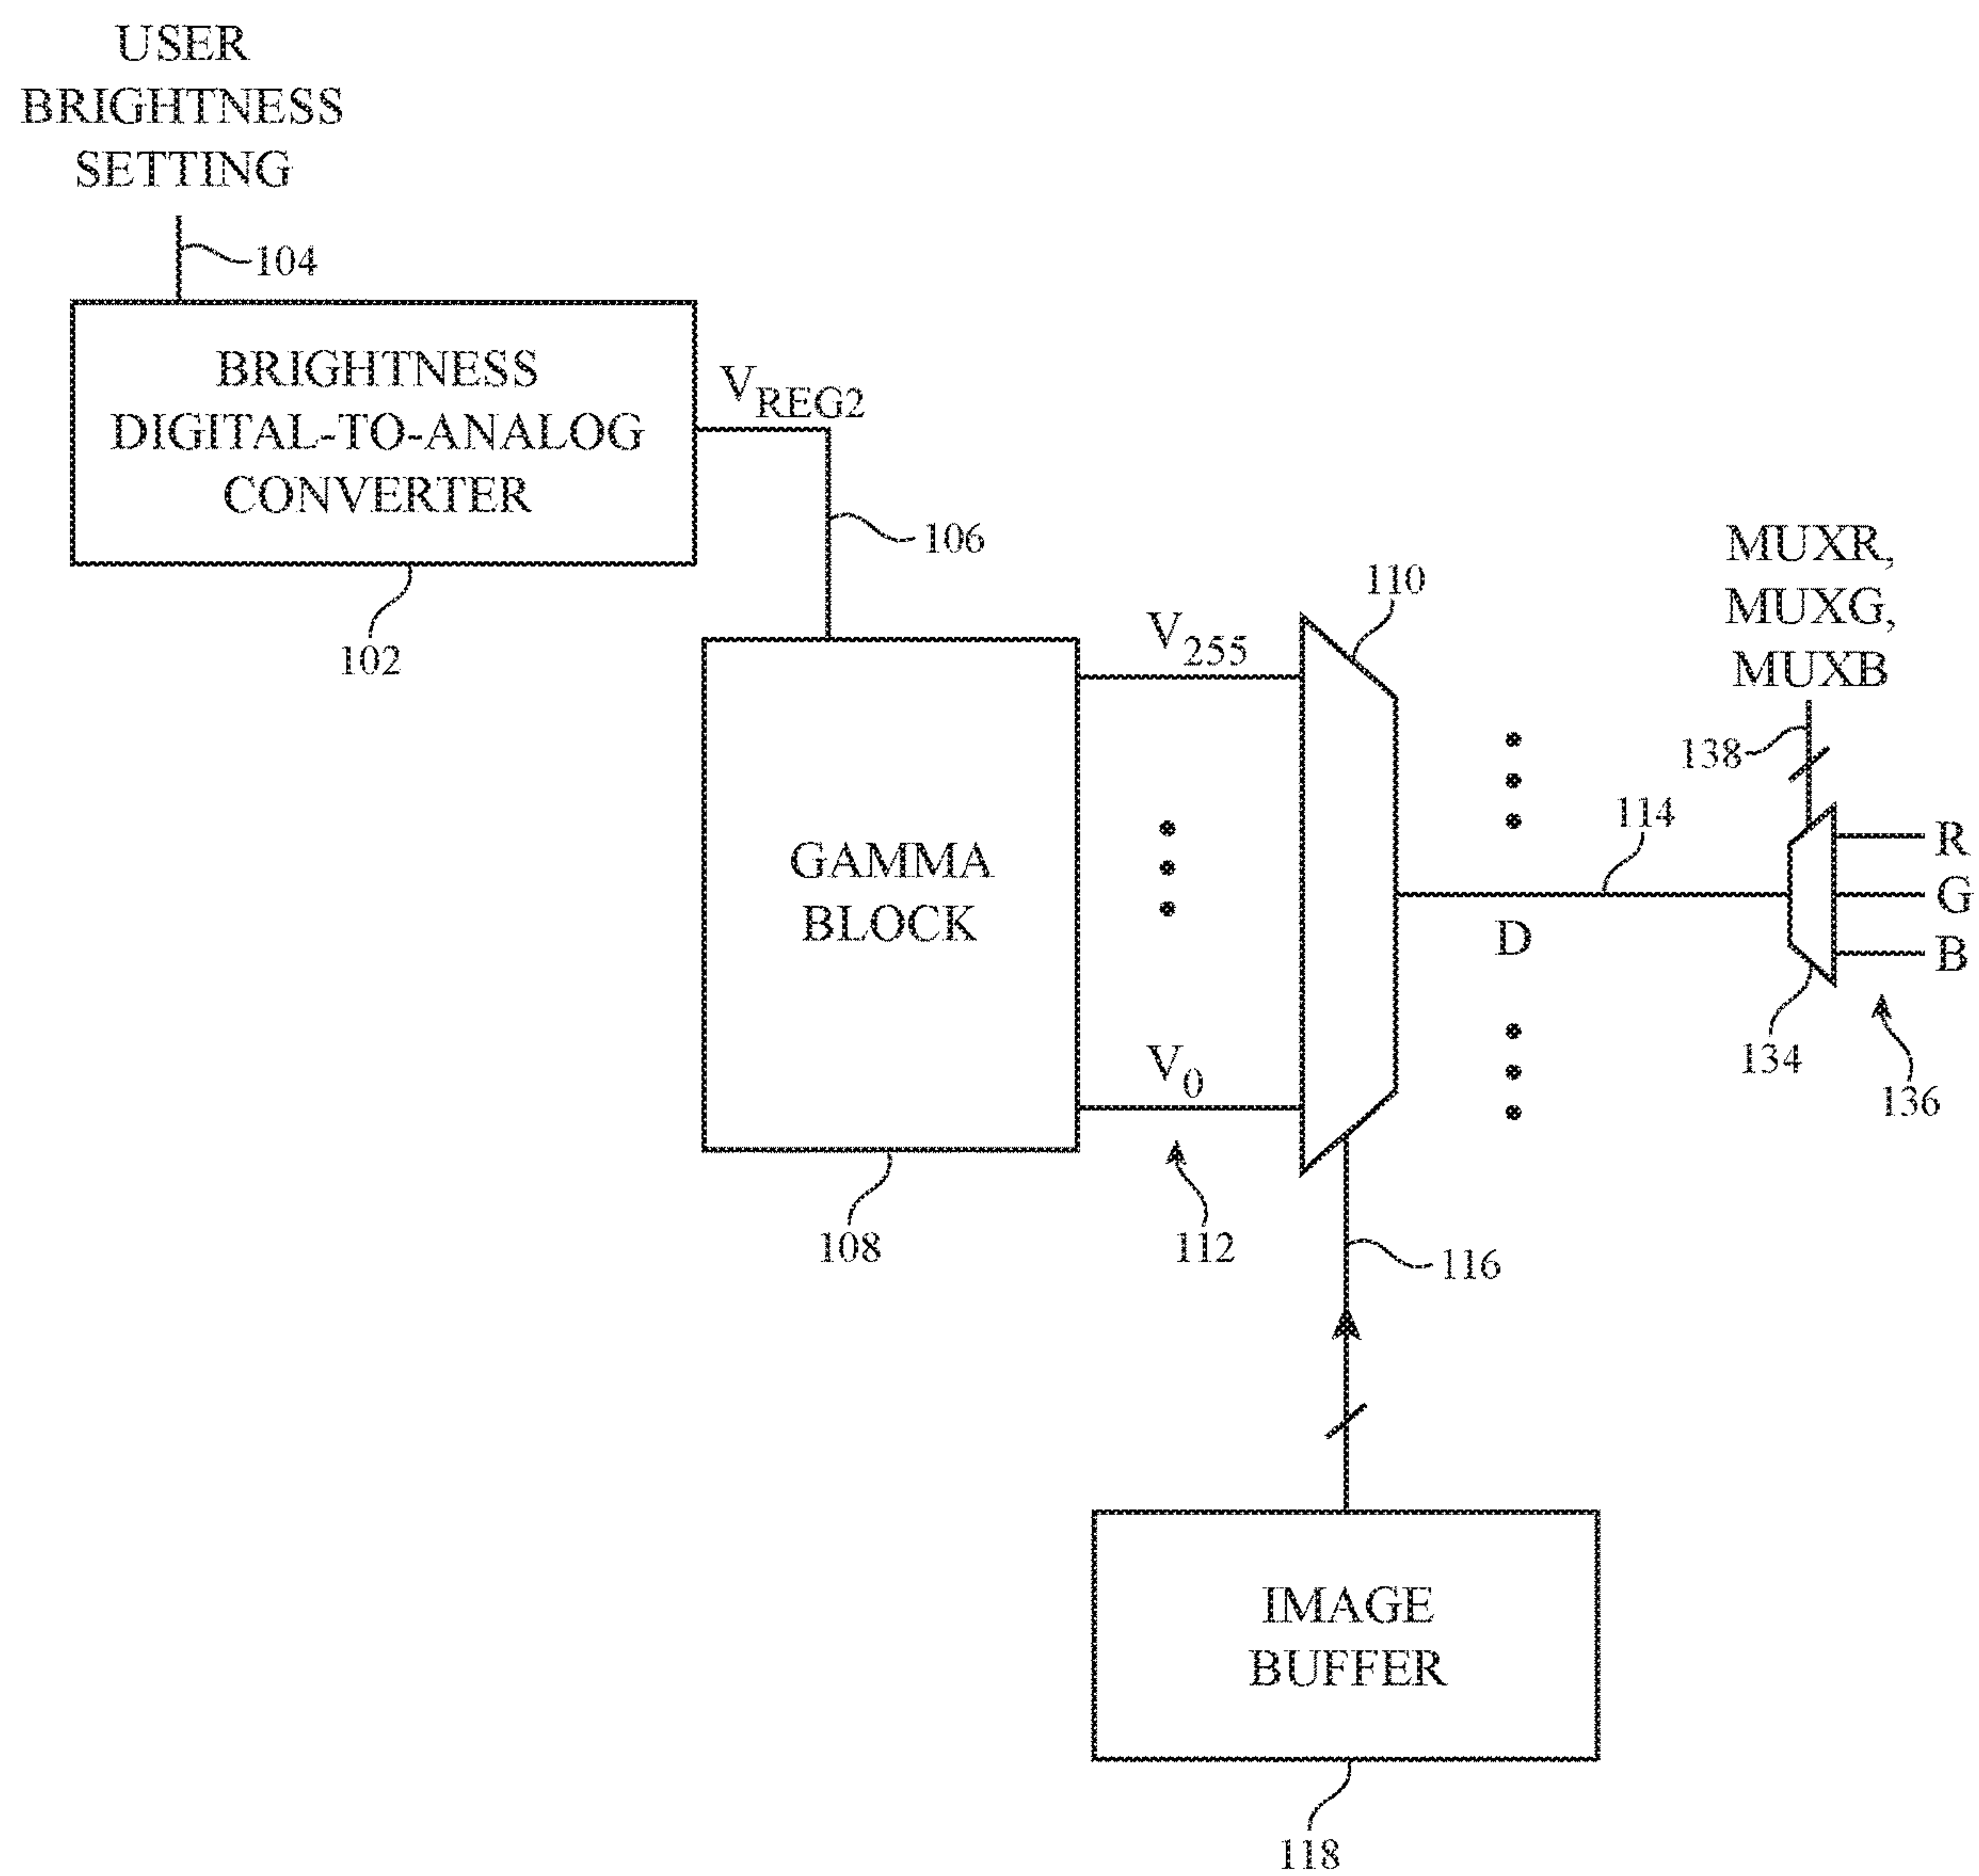 USER
BRIGHTNESS
SETTING
104
BRIGHTNESS
DIGITAL-TO-ANALOG
CONVERTER
102
VREG2
106
GAMMA
BLOCK
108
V255
V0
112
110
116
IMAGE
BUFFER
118
D
114
MUXR,
MUXG,
MUXB
138
134
R
G
B
136